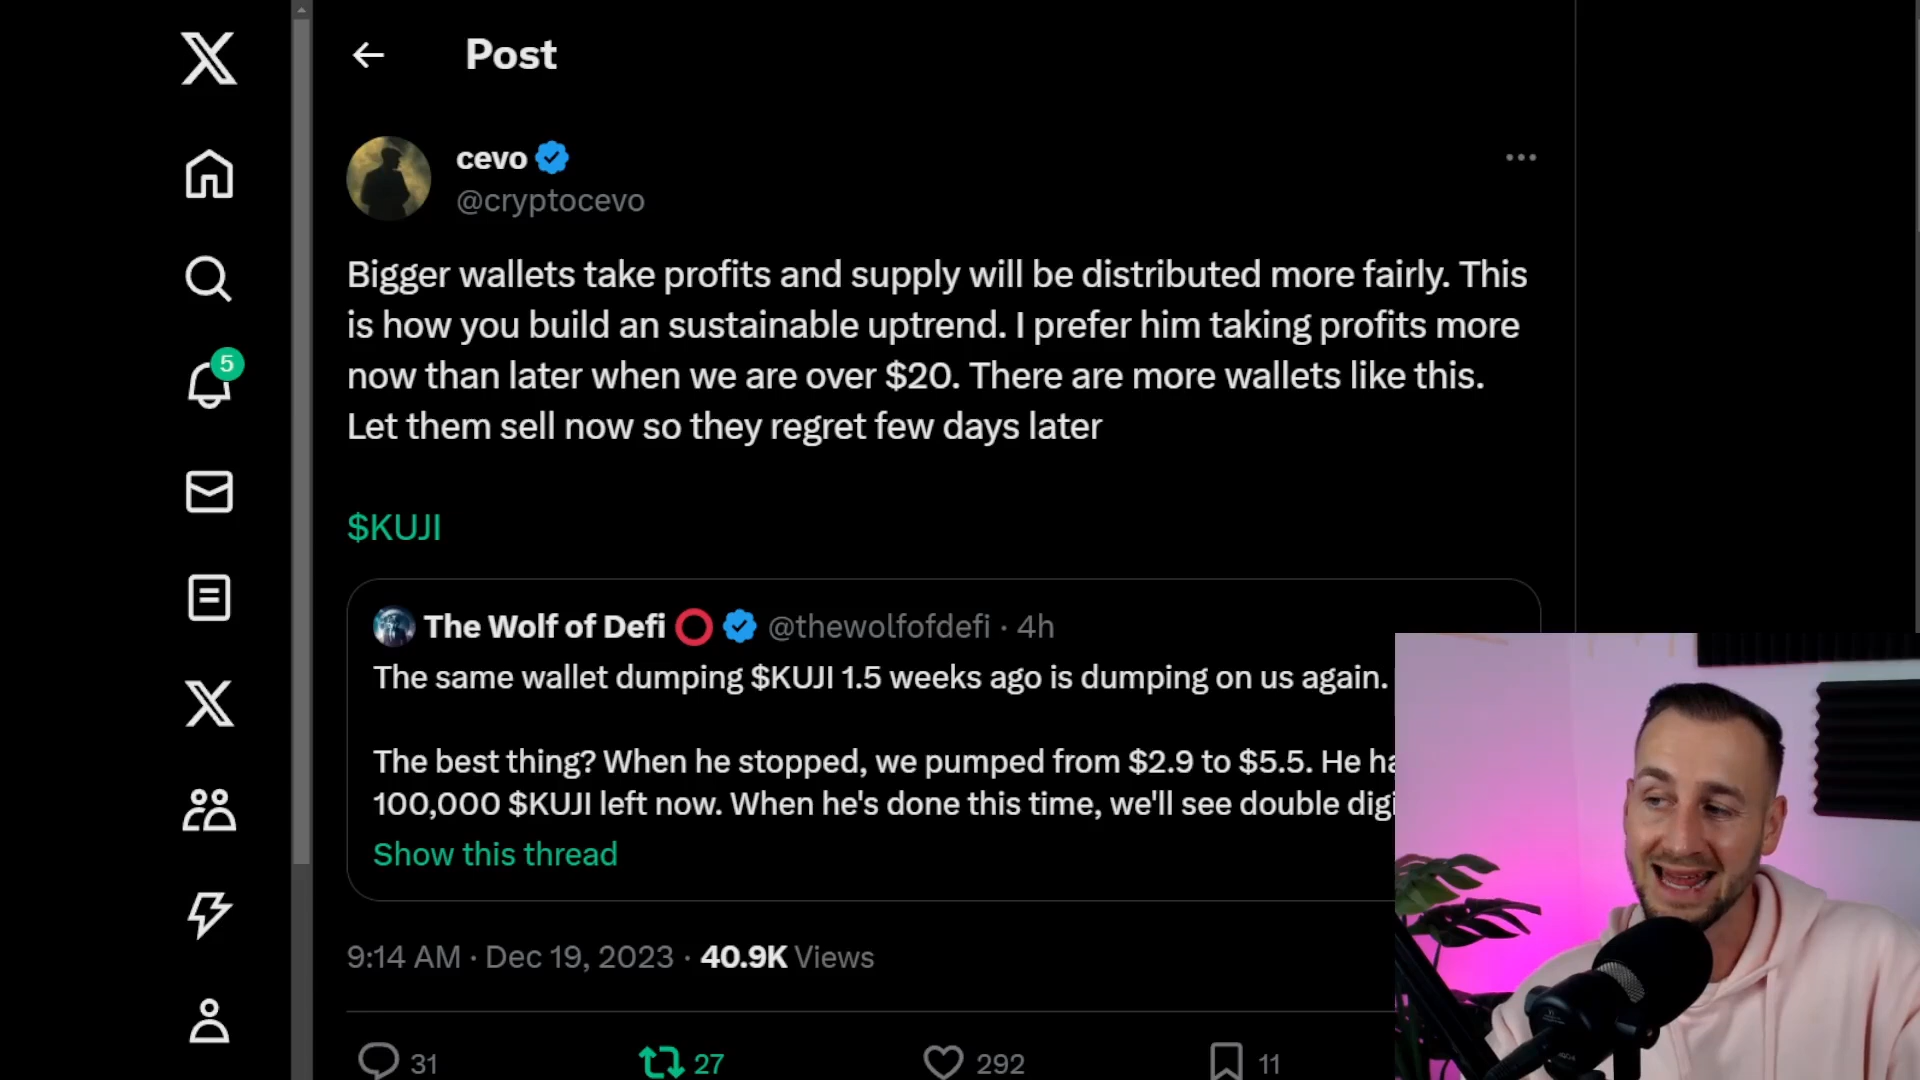 Post
cevo
@cryptocevo
Bigger wallets take profits and supply will be distributed more fairly. This
is how you build an sustainable uptrend. I prefer him taking profits more
now than later when we are over $20. There are more wallets like this.
Let them sell now so they regret few days later
$KUJI
5
The Wolf of Defi @thewolfofdefi · 4h
The same wallet dumping $KUJI 1.5 weeks ago is dumping on us again.
The best thing? When he stopped, we pumped from $2.9 to $5.5. He
100,000 $KUJI left now. When he's done this time, we'll see double
Show this thread
9:14 AM · Dec 19, 2023 · 40.9K Views
31 27 292 11